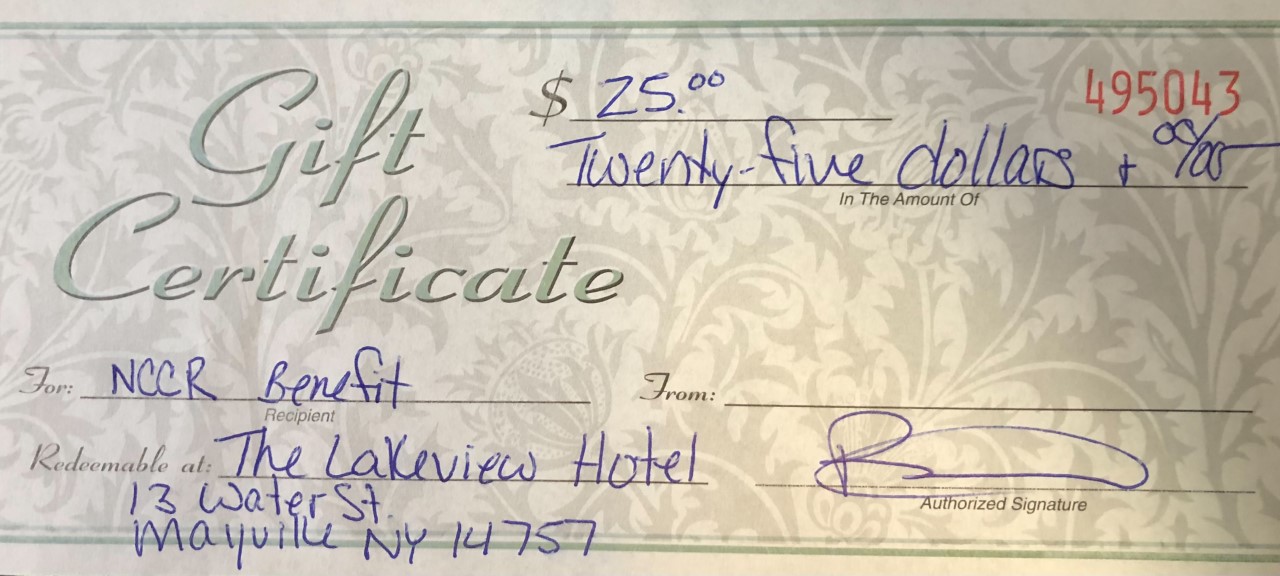 Gift
Certificate
$ 25.00
495043
Twenty-five dollars + 00/00
In The Amount Of
For: NCCR Benefit
Recipient
From:
Redeemable at: The Lakeview Hotel
13 Water St.
Mayville NY 14757
Authorized Signature